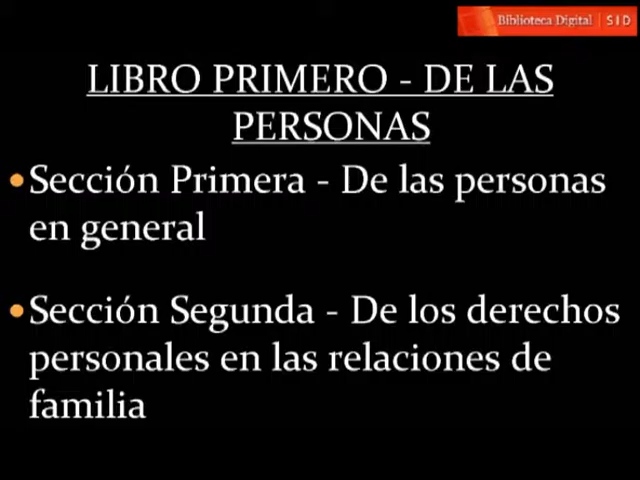 Biblioteca Digital | SID
LIBRO PRIMERO - DE LAS
PERSONAS
•Sección Primera - De las personas
en general
•Sección Segunda - De los derechos
personales en las relaciones de
familia